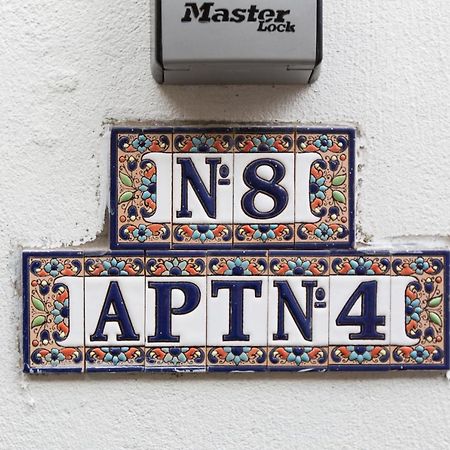 Master
Lock
Nº 8
APT Nº 4